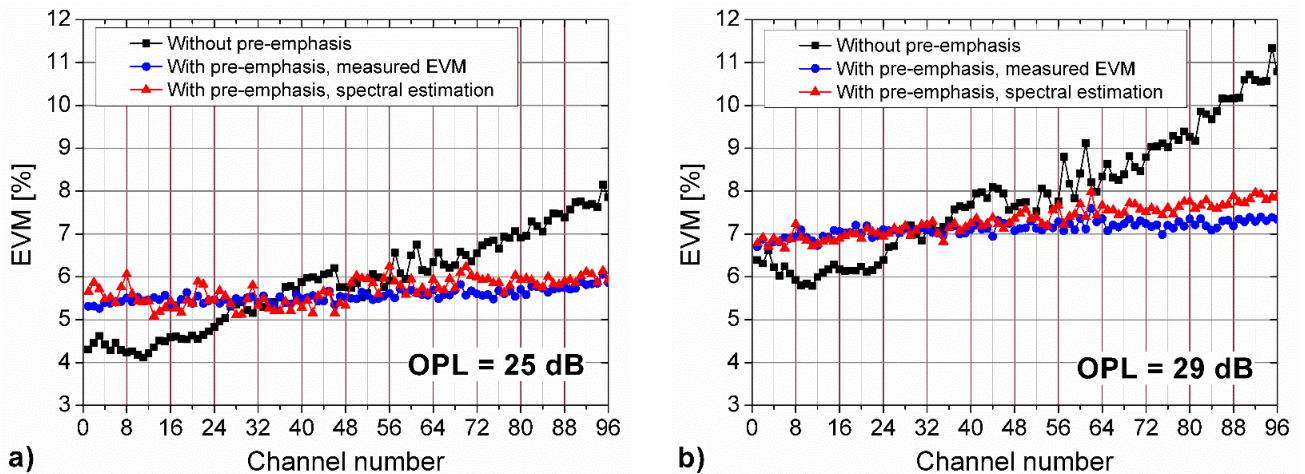 12
11
10
9
8
7
6
5
4
3
EVM [%]
Without pre-emphasis
With pre-emphasis, measured EVM
With pre-emphasis, spectral estimation
OPL = 25 dB
0 8 16 24 32 40 48 56 64 72 80 88 96
Channel number
a)
12
11
10
9
8
7
6
5
4
3
EVM [%]
Without pre-emphasis
With pre-emphasis, measured EVM
With pre-emphasis, spectral estimation
OPL = 29 dB
0 8 16 24 32 40 48 56 64 72 80 88 96
Channel number
b)